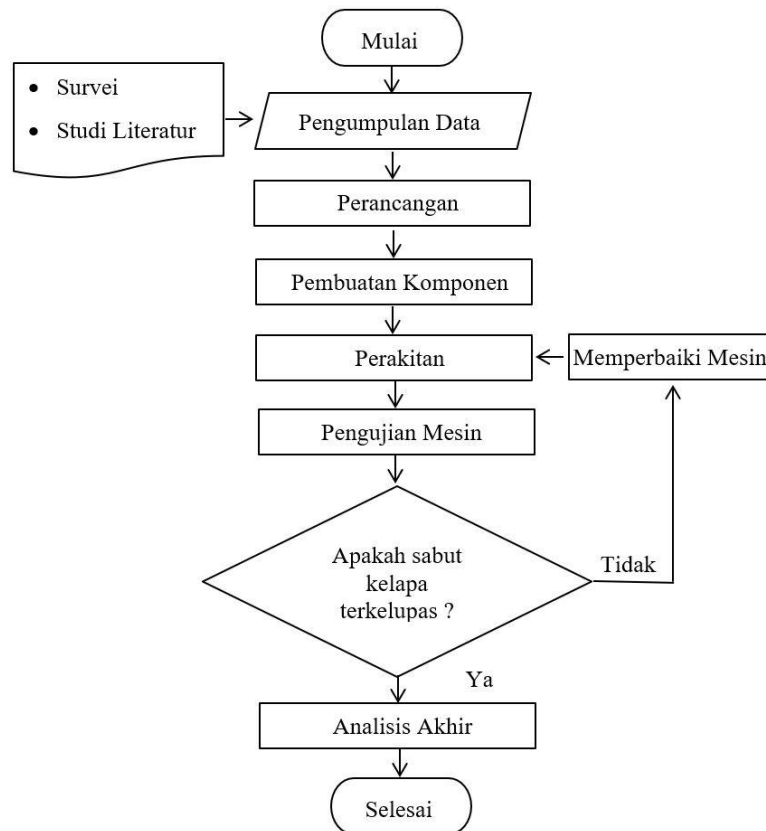 Mulai
• Survei
• Studi Literatur
Pengumpulan Data
Perancangan
Pembuatan Komponen
Perakitan
Memperbaiki Mesin
Pengujian Mesin
Apakah sabut
kelapa
terkelupas ?
Tidak
Ya
Analisis Akhir
Selesai